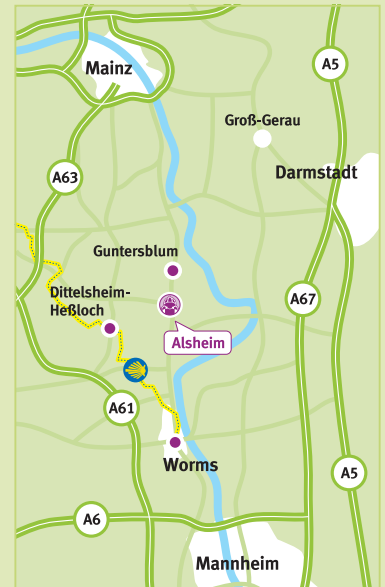 Mainz
A5
Groß-Gerau
Darmstadt
A63
Guntersblum
Dittelsheim-
Heßloch
A67
Alsheim
A61
Worms
A5
A6
Mannheim